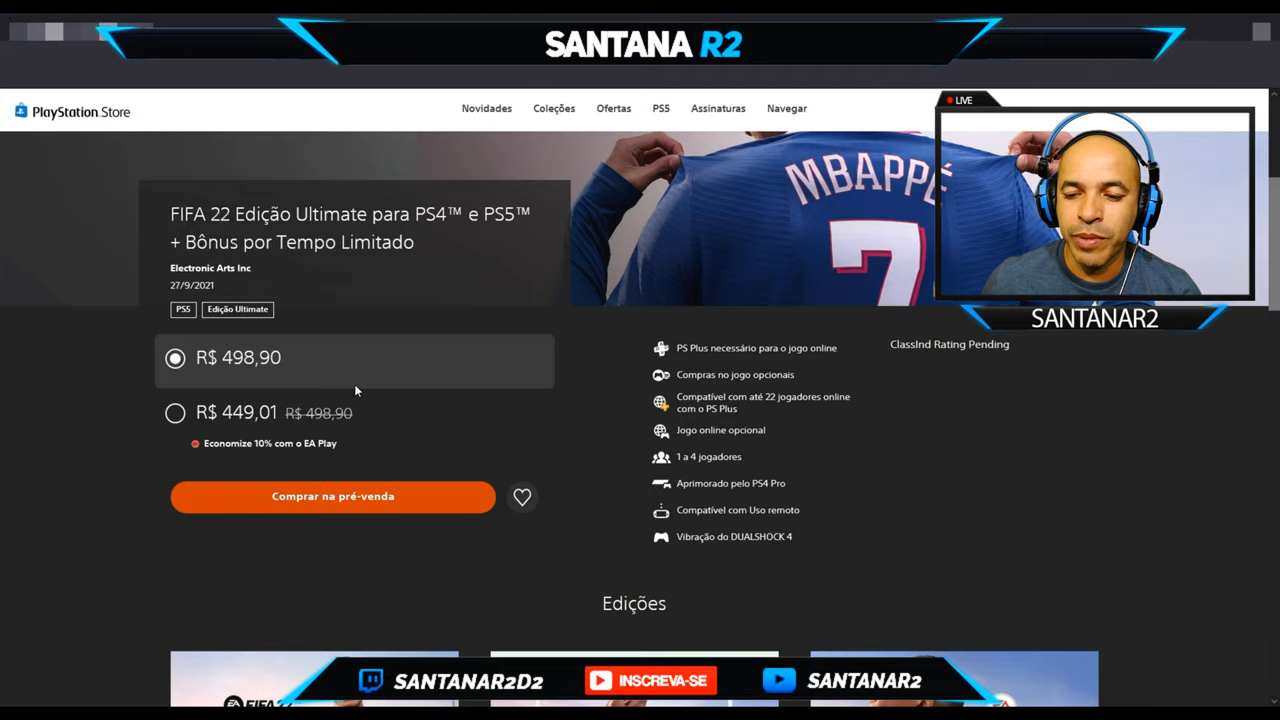 SANTANA R2
PlayStation.Store
Novidades
Coleções
Ofertas
PS5
Assinaturas
Navegar
LIVE
MBAPPÉ
7
FIFA 22 Edição Ultimate para PS4™ e PS5™
+ Bônus por Tempo Limitado
Electronic Arts Inc
27/9/2021
PS5
Edição Ultimate
SANTANAR2
R$ 498,90
R$ 449,01 R$ 498,90
Economize 10% com o EA Play
Comprar na pré-venda
PS Plus necessário para o jogo online
Compras no jogo opcionais
Compatível com até 22 jogadores online
com o PS Plus
Jogo online opcional
1 a 4 jogadores
Aprimorado pelo PS4 Pro
Compatível com Uso remoto
Vibração do DUALSHOCK 4
ClassInd Rating Pending
Edições
SANTANAR2D2
INSCREVA-SE
SANTANAR2